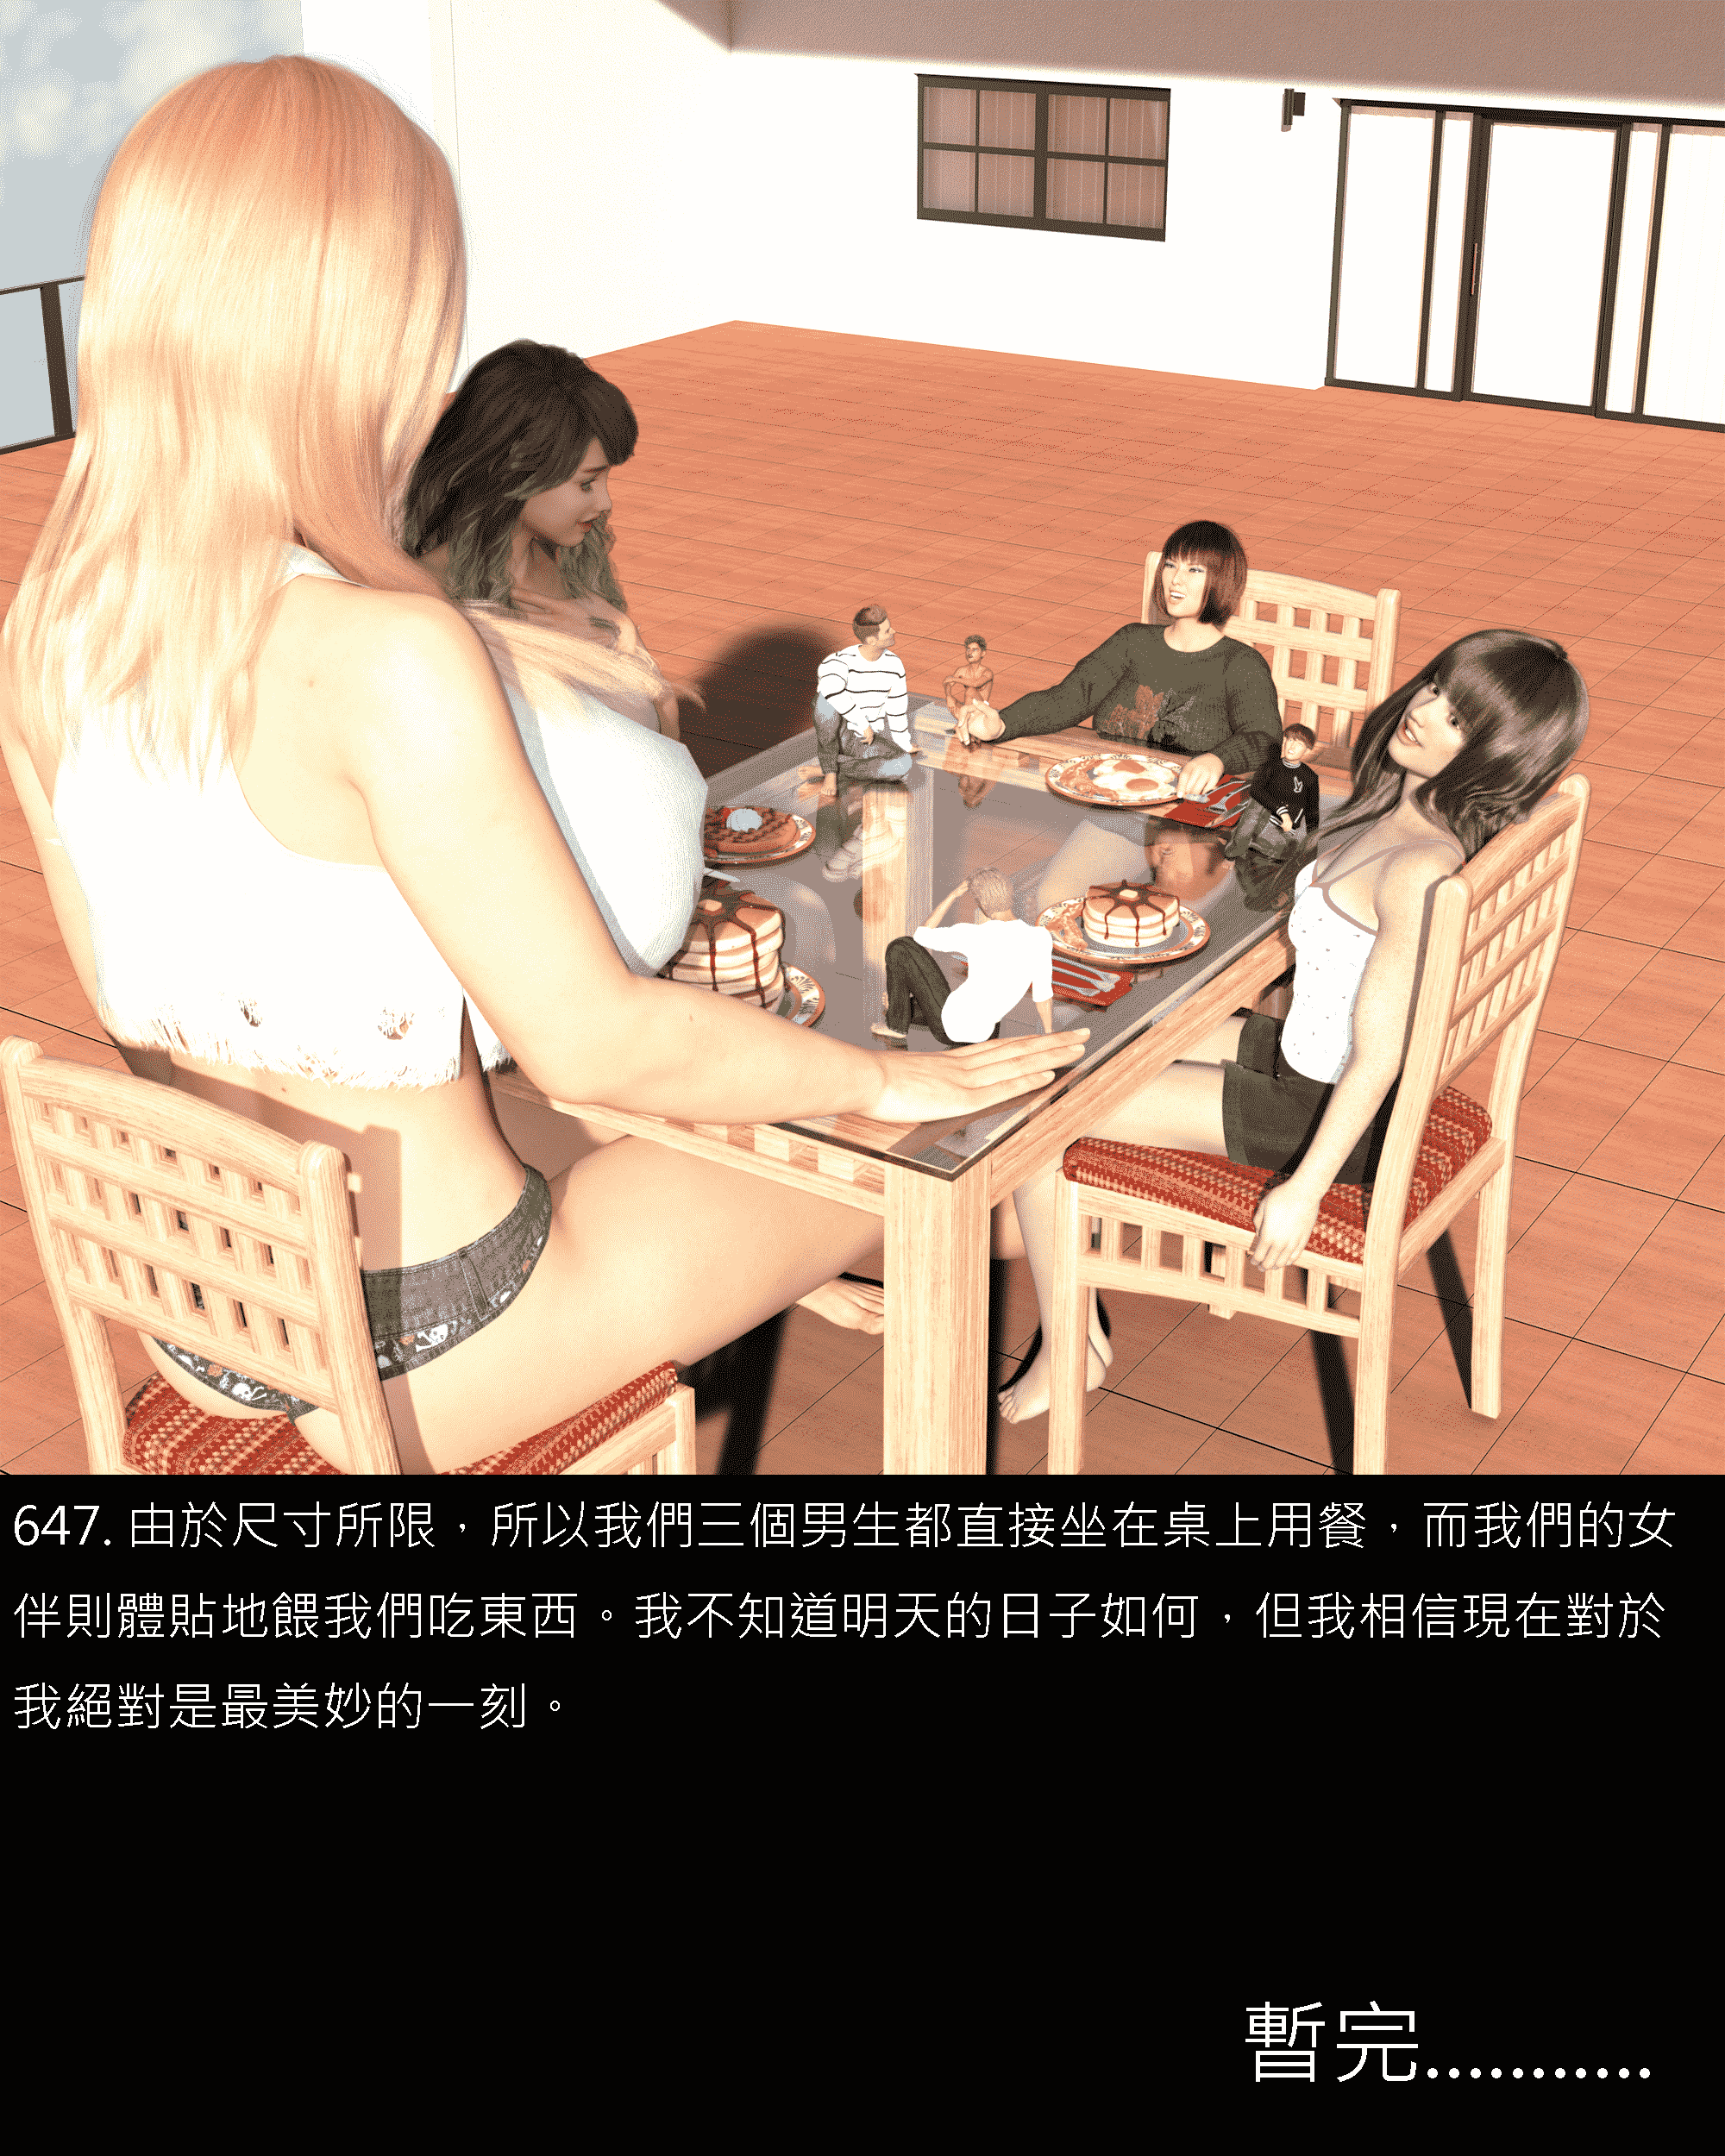 647. 由於尺寸所限，所以我們三個男生都直接坐在桌上用餐，而我們的女
伴則體貼地餵我們吃東西。我不知道明天的日子如何，但我相信現在對於
我絕對是最美妙的一刻。
暫完...........